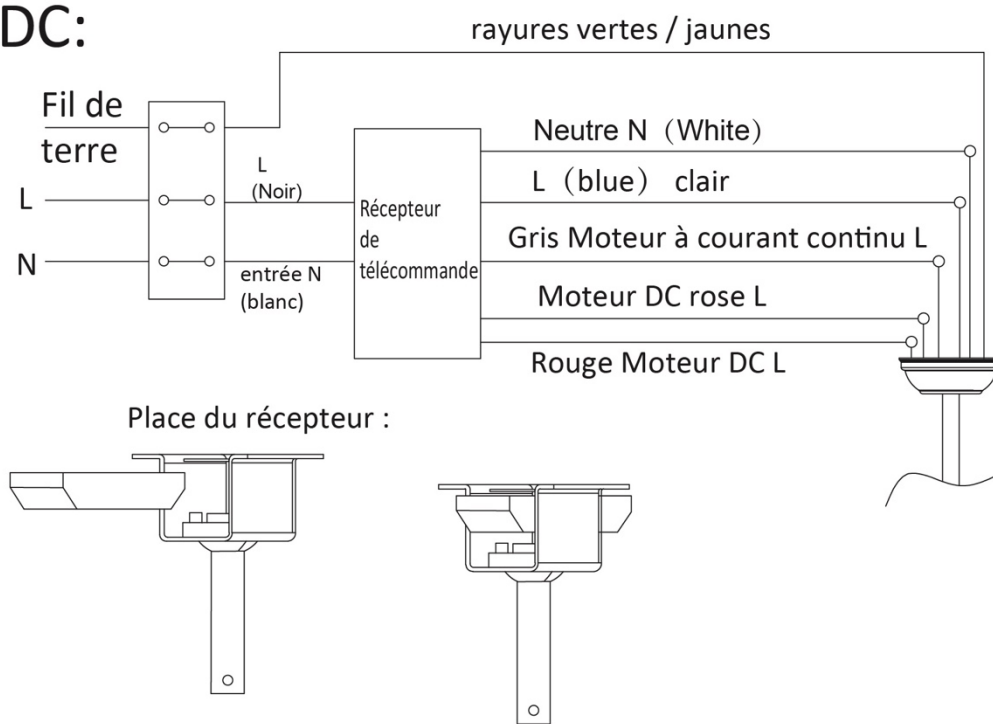 DC:
rayures vertes / jaunes
Fil de
terre
L
N
L
(Noir)
entrée N
(blanc)
Récepteur
de
télécommande
Neutre N（White）
L（blue） clair
Gris Moteur à courant continu L
Moteur DC rose L
Rouge Moteur DC L
Place du récepteur :